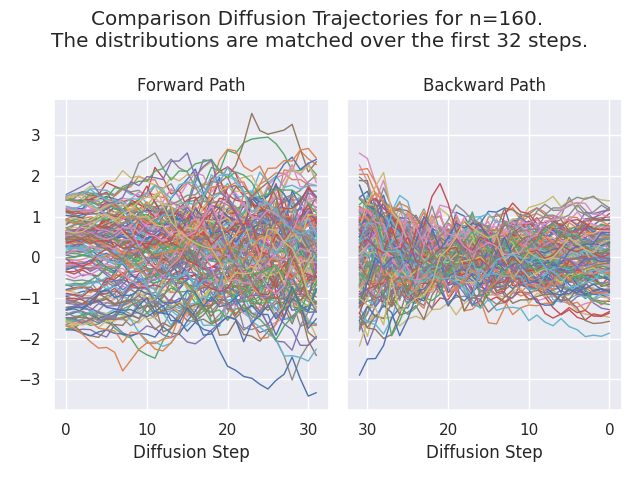 Comparison Diffusion Trajectories for n=160.
The distributions are matched over the first 32 steps.
Forward Path
Backward Path
3
2
1
0
−1
−2
−3
0 10 20 30
30 20 10 0
Diffusion Step
Diffusion Step